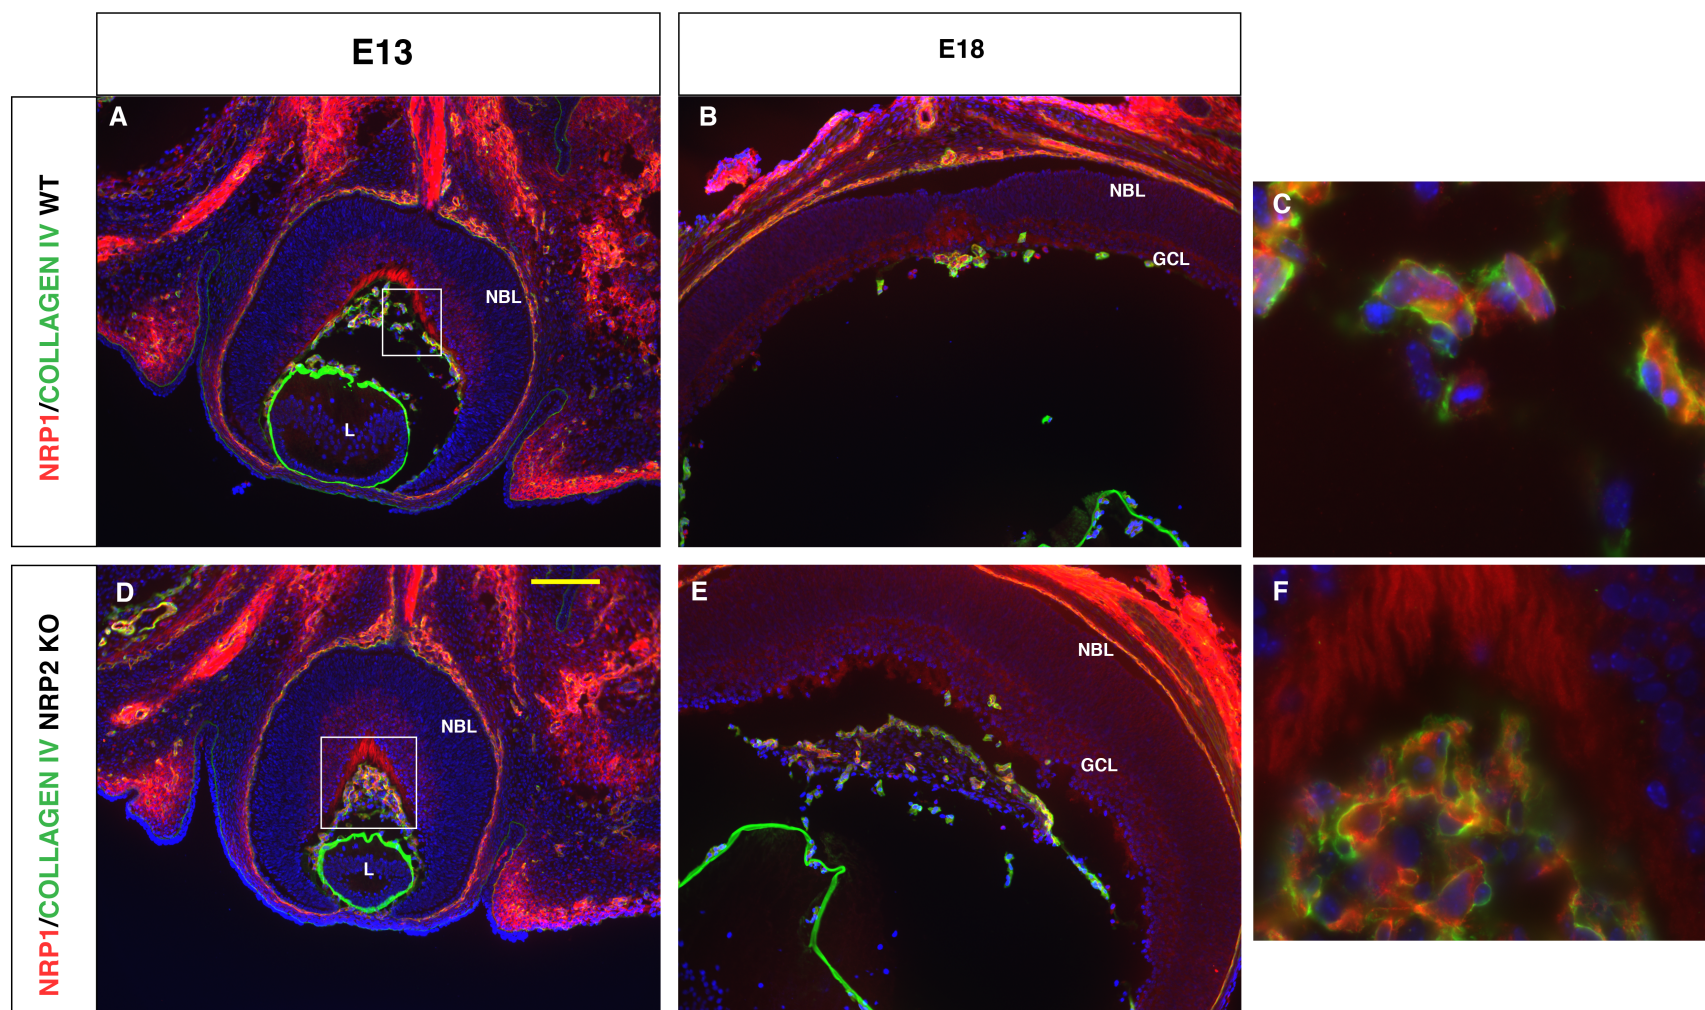 E13
E18
NRP1/COLLAGEN IV WT
A
NBL
L
B
NBL
GCL
C
NRP1/COLLAGEN IV NRP2 KO
D
NBL
L
E
NBL
GCL
F